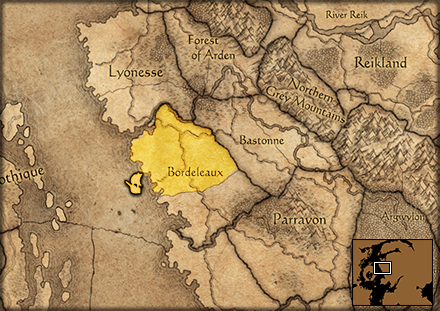 River Reik
Forest
of Arden
Lyonesse
Reikland
Northern
Grey Mountains
Bastonne
Bordeleaux
othique
Parravon
Argwylon